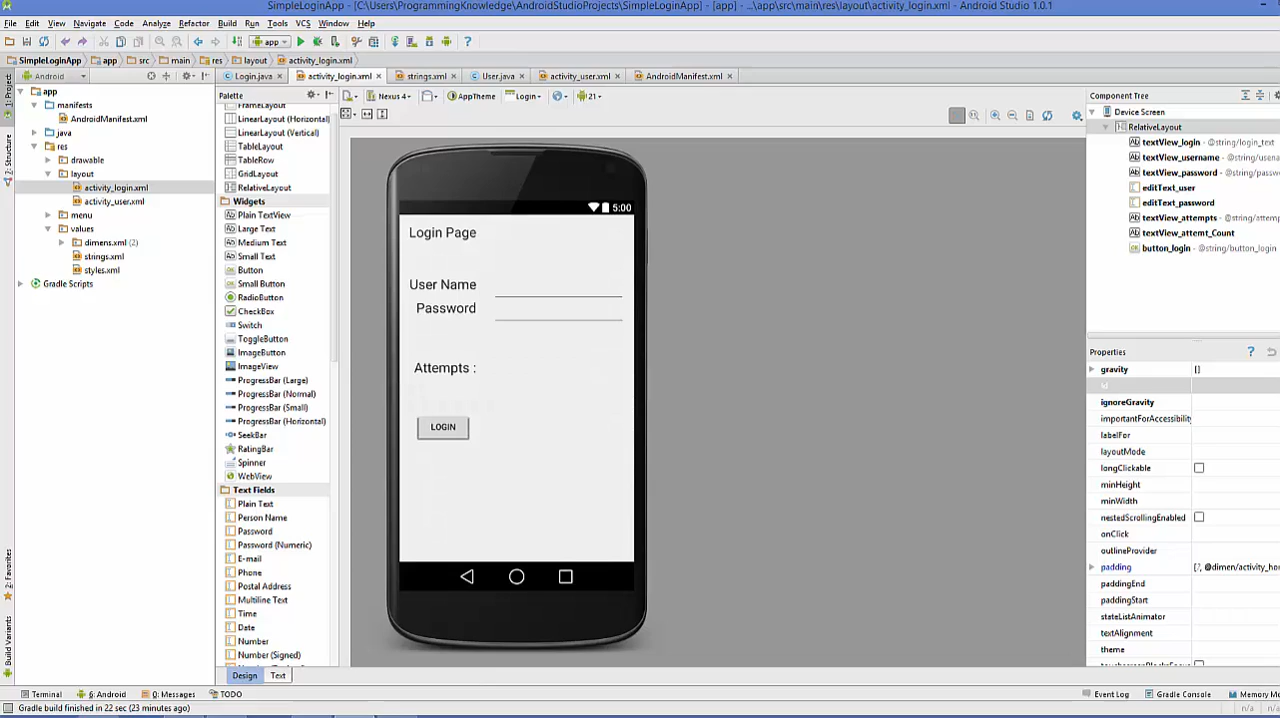 SimpleLoginApp - [C:\Users\ProgrammingKnowledge\AndroidStudioProjects\SimpleLoginApp] - [app] - ...\app\src\main\res\layout\activity_login.xml - Android Studio 1.0.1
File Edit View Navigate Code Analyze Refactor Build Run Tools VCS Window Help
app
SimpleLoginApp app src main res layout activity_login.xml
Android
Login.java activity_login.xml strings.xml User.java activity_user.xml AndroidManifest.xml
1: Project
Z: Structure
2: Favorites
Build Variants
app
manifests
AndroidManifest.xml
java
res
drawable
layout
activity_login.xml
activity_user.xml
menu
values
dimens.xml (2)
strings.xml
styles.xml
Gradle Scripts
Palette
FrameLayout
LinearLayout (Horizontal)
LinearLayout (Vertical)
TableLayout
TableRow
GridLayout
RelativeLayout
Widgets
Plain TextView
Large Text
Medium Text
Small Text
Button
Small Button
RadioButton
CheckBox
Switch
ToggleButton
ImageButton
ImageView
ProgressBar (Large)
ProgressBar (Normal)
ProgressBar (Small)
ProgressBar (Horizontal)
SeekBar
RatingBar
Spinner
WebView
Text Fields
Plain Text
Person Name
Password
Password (Numeric)
E-mail
Phone
Postal Address
Multiline Text
Time
Date
Number
Number (Signed)
Design Text
Nexus 4 AppTheme Login 21
5:00
Login Page
User Name
Password
Attempts :
LOGIN
Component Tree
Device Screen
RelativeLayout
textView_login - @string/login_text
textView_username - @string/usena
textView_password - @string/passw
editText_user
editText_password
textView_attempts - @string/attemp
textView_attemt_Count
button_login - @string/button_login
Properties ?
gravity []
id
ignoreGravity
importantForAccessibility
labelFor
layoutMode
longClickable
minHeight
minWidth
nestedScrollingEnabled
onClick
outlineProvider
padding [?, @dimen/activity_hor
paddingEnd
paddingStart
stateListAnimator
textAlignment
theme
Terminal 6: Android 0: Messages TODO Event Log Gradle Console Memory Mo
Gradle build finished in 22 sec (23 minutes ago) n/a n/a